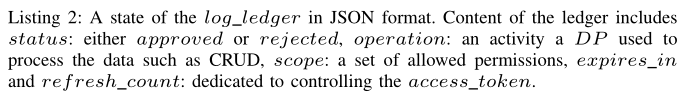 Listing 2: A state of the log_ledger in JSON format. Content of the ledger includes
status: either approved or rejected, operation: an activity a DP used to
process the data such as CRUD, scope: a set of allowed permissions, expires_in
and refresh_count: dedicated to controlling the access_token.